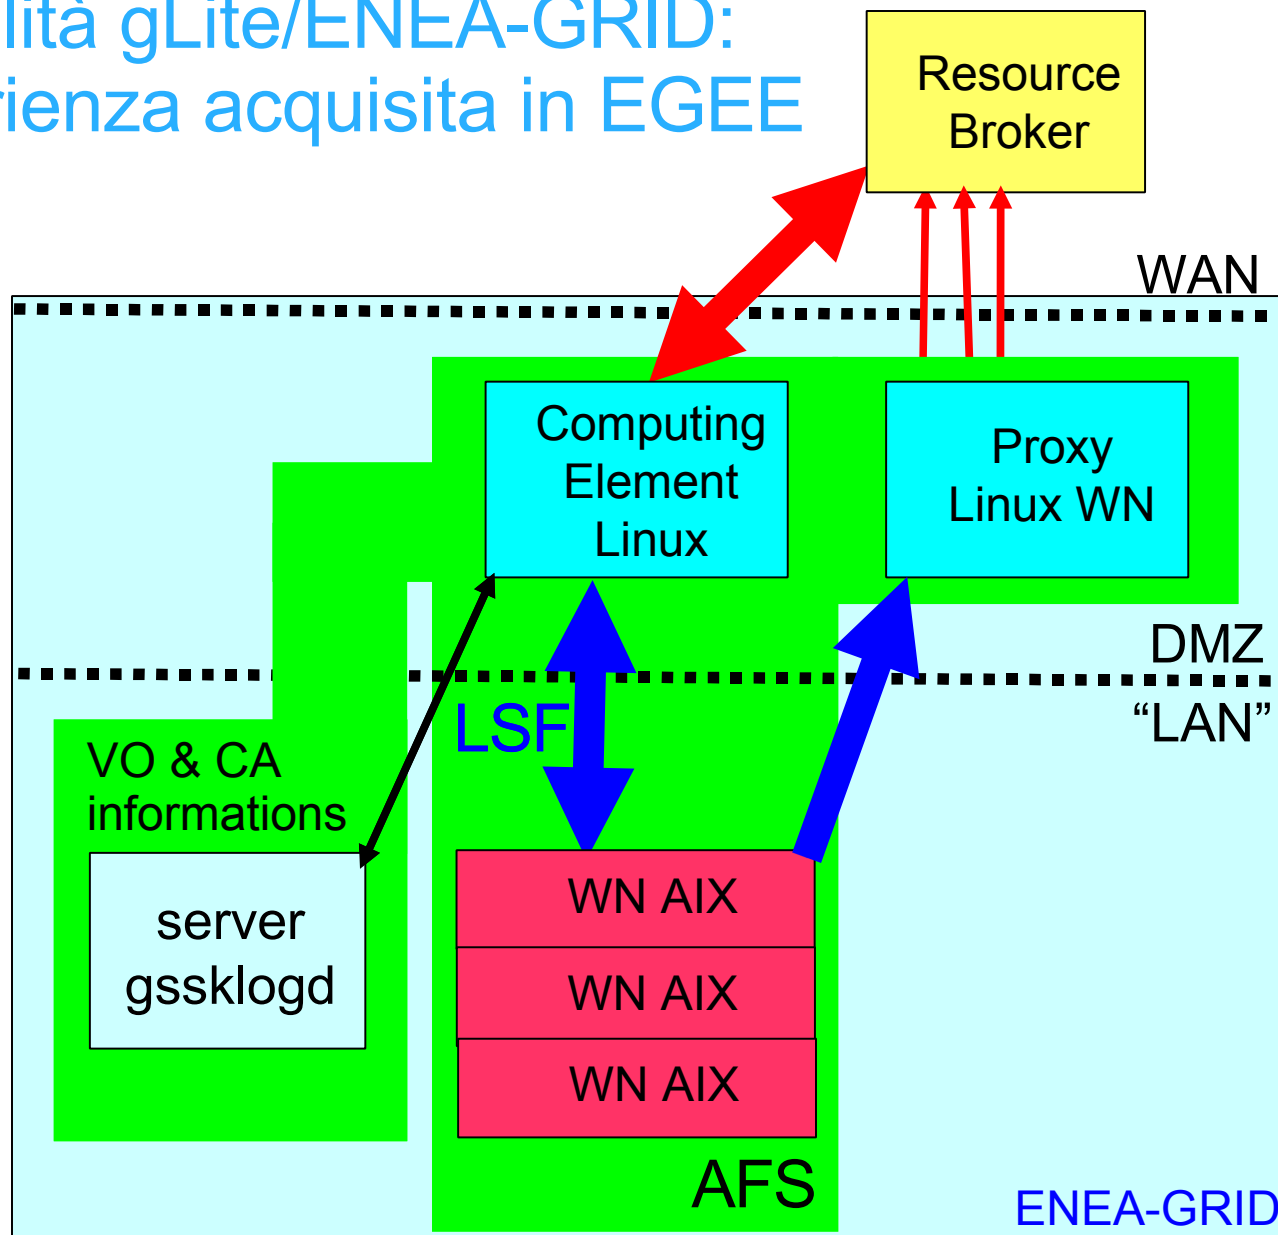 lità gLite/ENEA-GRID:
rienza acquisita in EGEE
Resource
Broker
WAN
Computing
Element
Linux
Proxy
Linux WN
DMZ
“LAN”
LSF
VO & CA
informations
server
gssklogd
WN AIX
WN AIX
WN AIX
AFS
ENEA-GRID